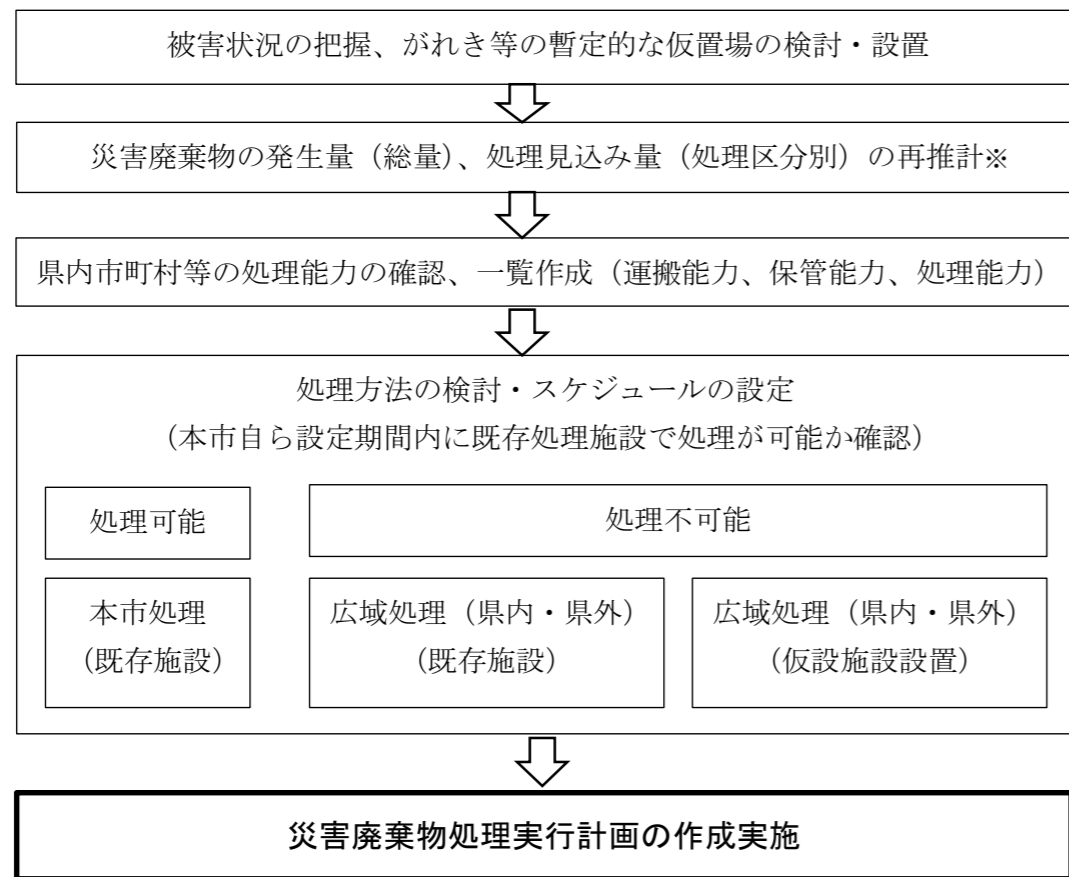 被害状況の把握、がれき等の暫定的な仮置場の検討・設置
災害廃棄物の発生量（総量）、処理見込み量（処理区分別）の再推計※
県内市町村等の処理能力の確認、一覧作成（運搬能力、保管能力、処理能力）
処理方法の検討・スケジュールの設定
（本市自ら設定期間内に既存処理施設で処理が可能か確認）
処理可能
処理不可能
本市処理
（既存施設）
広域処理（県内・県外）
（既存施設）
広域処理（県内・県外）
（仮設施設設置）
災害廃棄物処理実行計画の作成実施